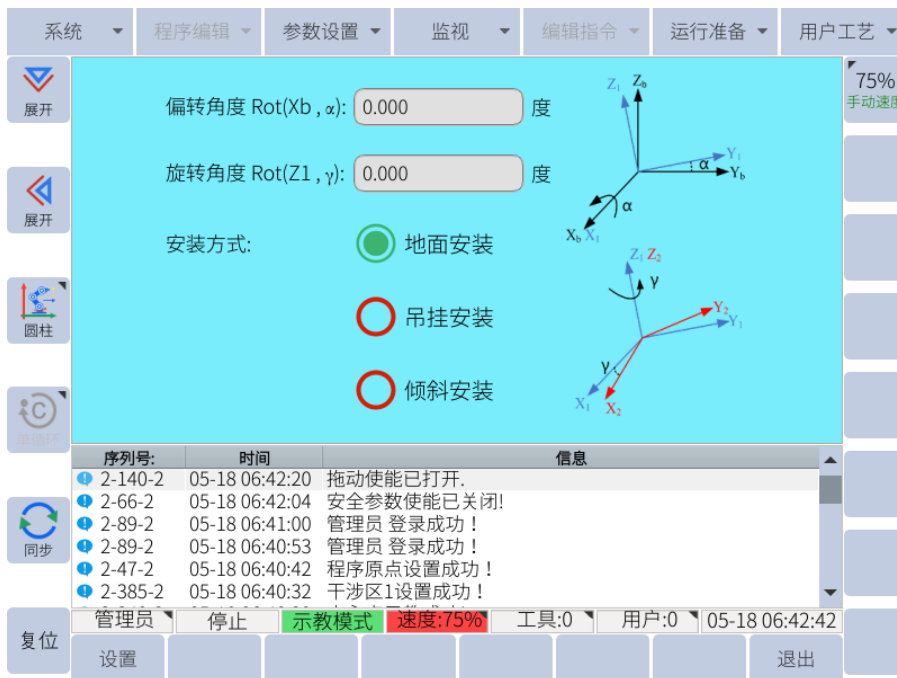 系统 程序编辑 参数设置 监视 编辑指令 运行准备 用户工艺
展开
75%
手动速度
偏转角度 Rot(Xb , α): 0.000 度
旋转角度 Rot(Z1 , γ): 0.000 度
展开
安装方式: 地面安装
吊挂安装
倾斜安装
圆柱
单循环
同步
复位
Z1 Zb
Y1
α Yb
α
Xb X1
Z1 Z2
γ
Y2
Y1
γ
X1 X2
序列号: 时间 信息
2-140-2 05-18 06:42:20 拖动使能已打开.
2-66-2 05-18 06:42:04 安全参数使能已关闭!
2-89-2 05-18 06:41:00 管理员 登录成功！
2-89-2 05-18 06:40:53 管理员 登录成功！
2-47-2 05-18 06:40:42 程序原点设置成功！
2-385-2 05-18 06:40:32 干涉区1设置成功！
管理员 停止 示教模式 速度:75% 工具:0 用户:0 05-18 06:42:42
设置 退出